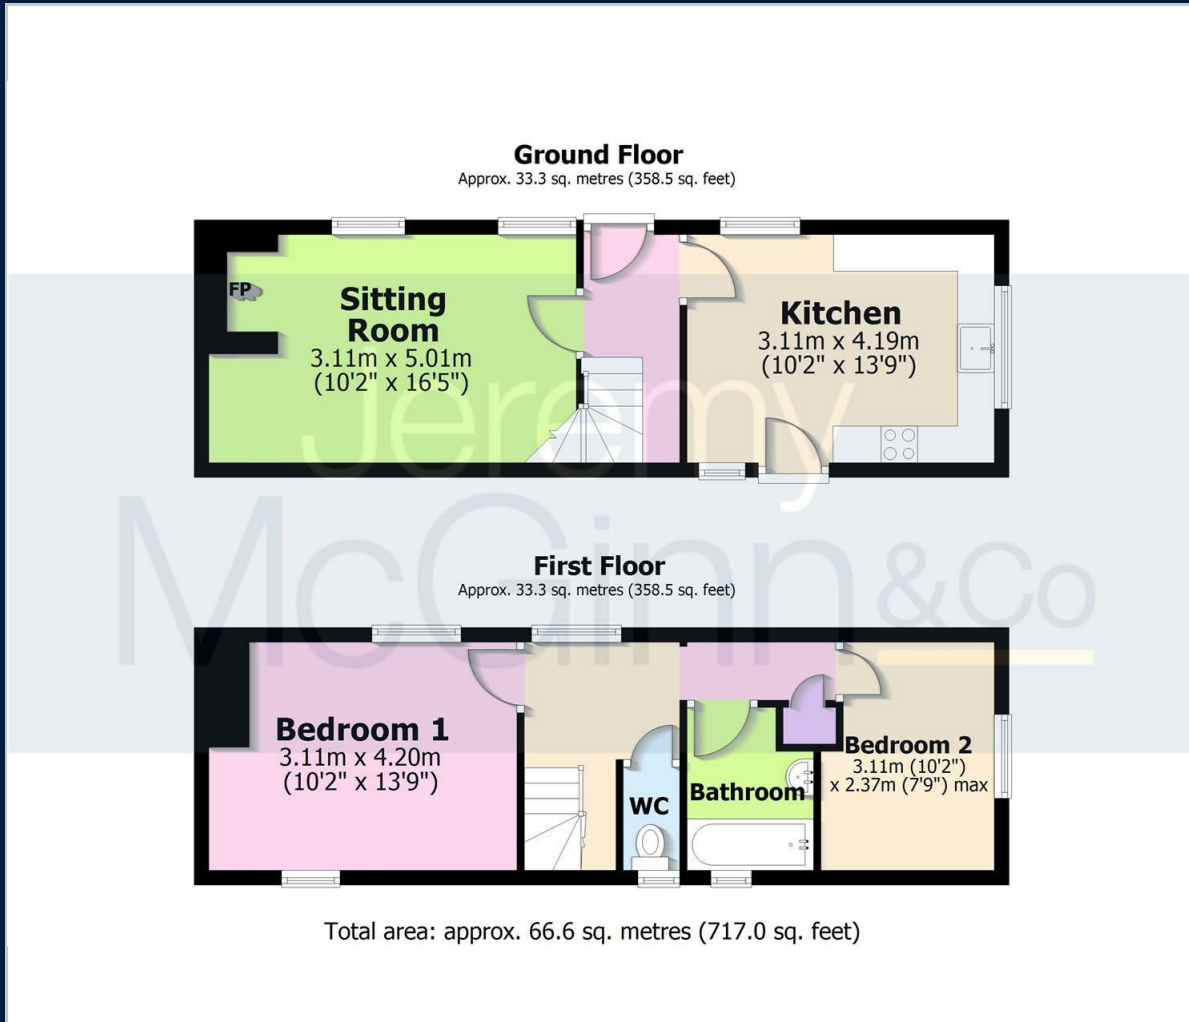 Ground Floor
Approx. 33.3 sq. metres (358.5 sq. feet)
FP
Sitting
Room
3.11m x 5.01m
(10'2" x 16'5")
Kitchen
3.11m x 4.19m
(10'2" x 13'9")
Jeremy
McGinn & Co
First Floor
Approx. 33.3 sq. metres (358.5 sq. feet)
Bedroom 1
3.11m x 4.20m
(10'2" x 13'9")
WC
Bathroom
Bedroom 2
3.11m (10'2")
x 2.37m (7'9") max
Total area: approx. 66.6 sq. metres (717.0 sq. feet)